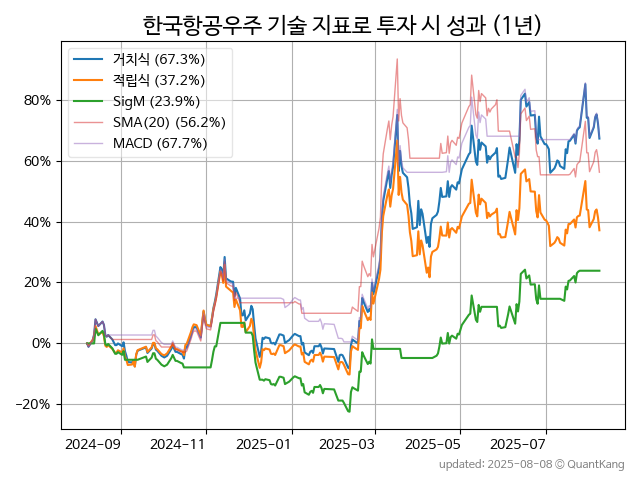 한국항공우주 기술 지표로 투자 시 성과 (1년)
거치식 (67.3%)
적립식 (37.2%)
SigM (23.9%)
SMA(20) (56.2%)
MACD (67.7%)
80%
60%
40%
20%
0%
−20%
2024-09 2024-11 2025-01 2025-03 2025-05 2025-07
updated: 2025-08-08 © QuantKang